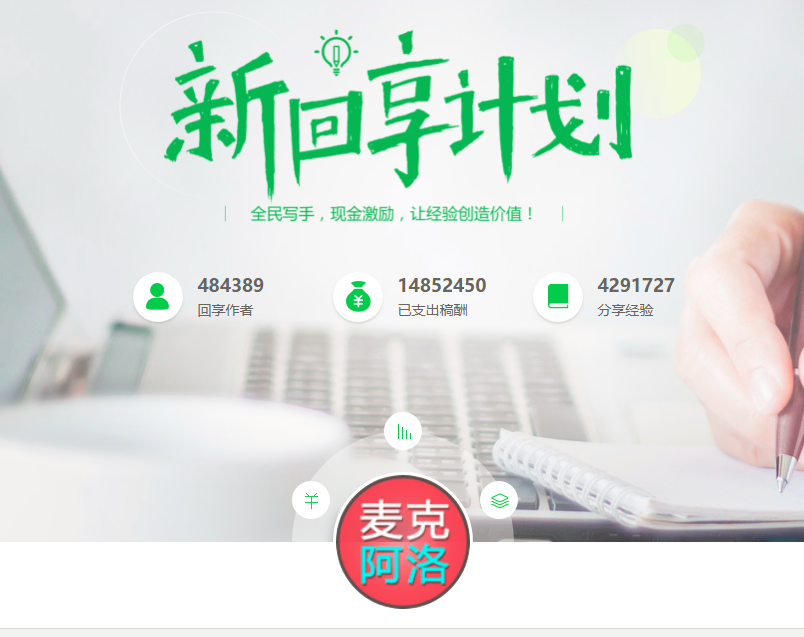 新回享计划
全民写手，现金激励，让经验创造价值！
484389
回享作者
14852450
已支出稿酬
4291727
分享经验
麦克
阿洛